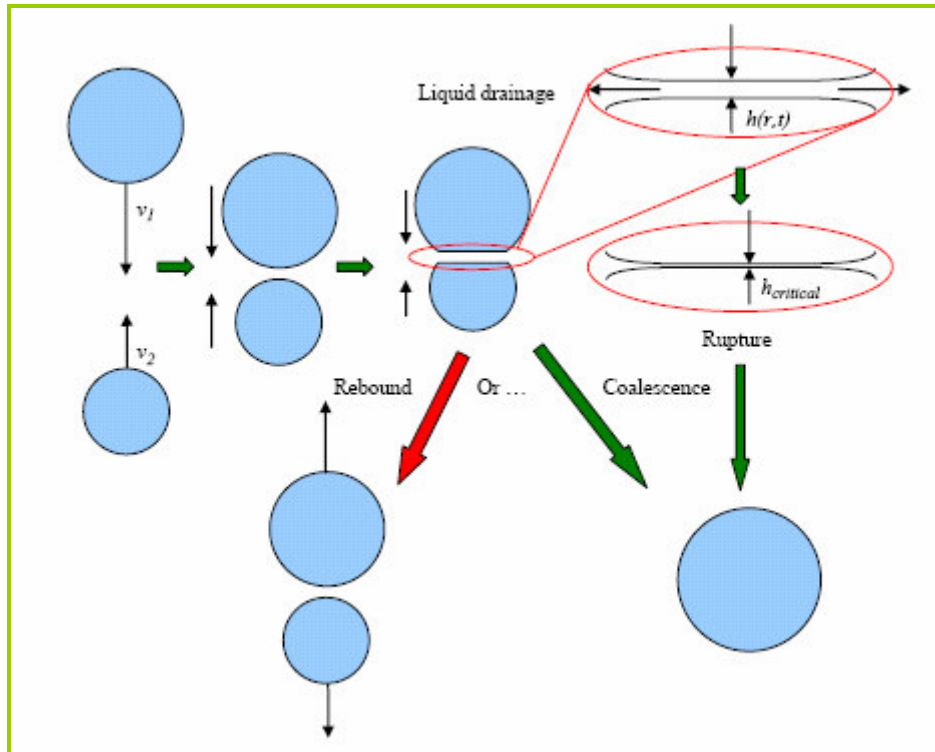 Liquid drainage
h(r,t)
v1
v2
hcritical
Rupture
Rebound
Or ...
Coalescence